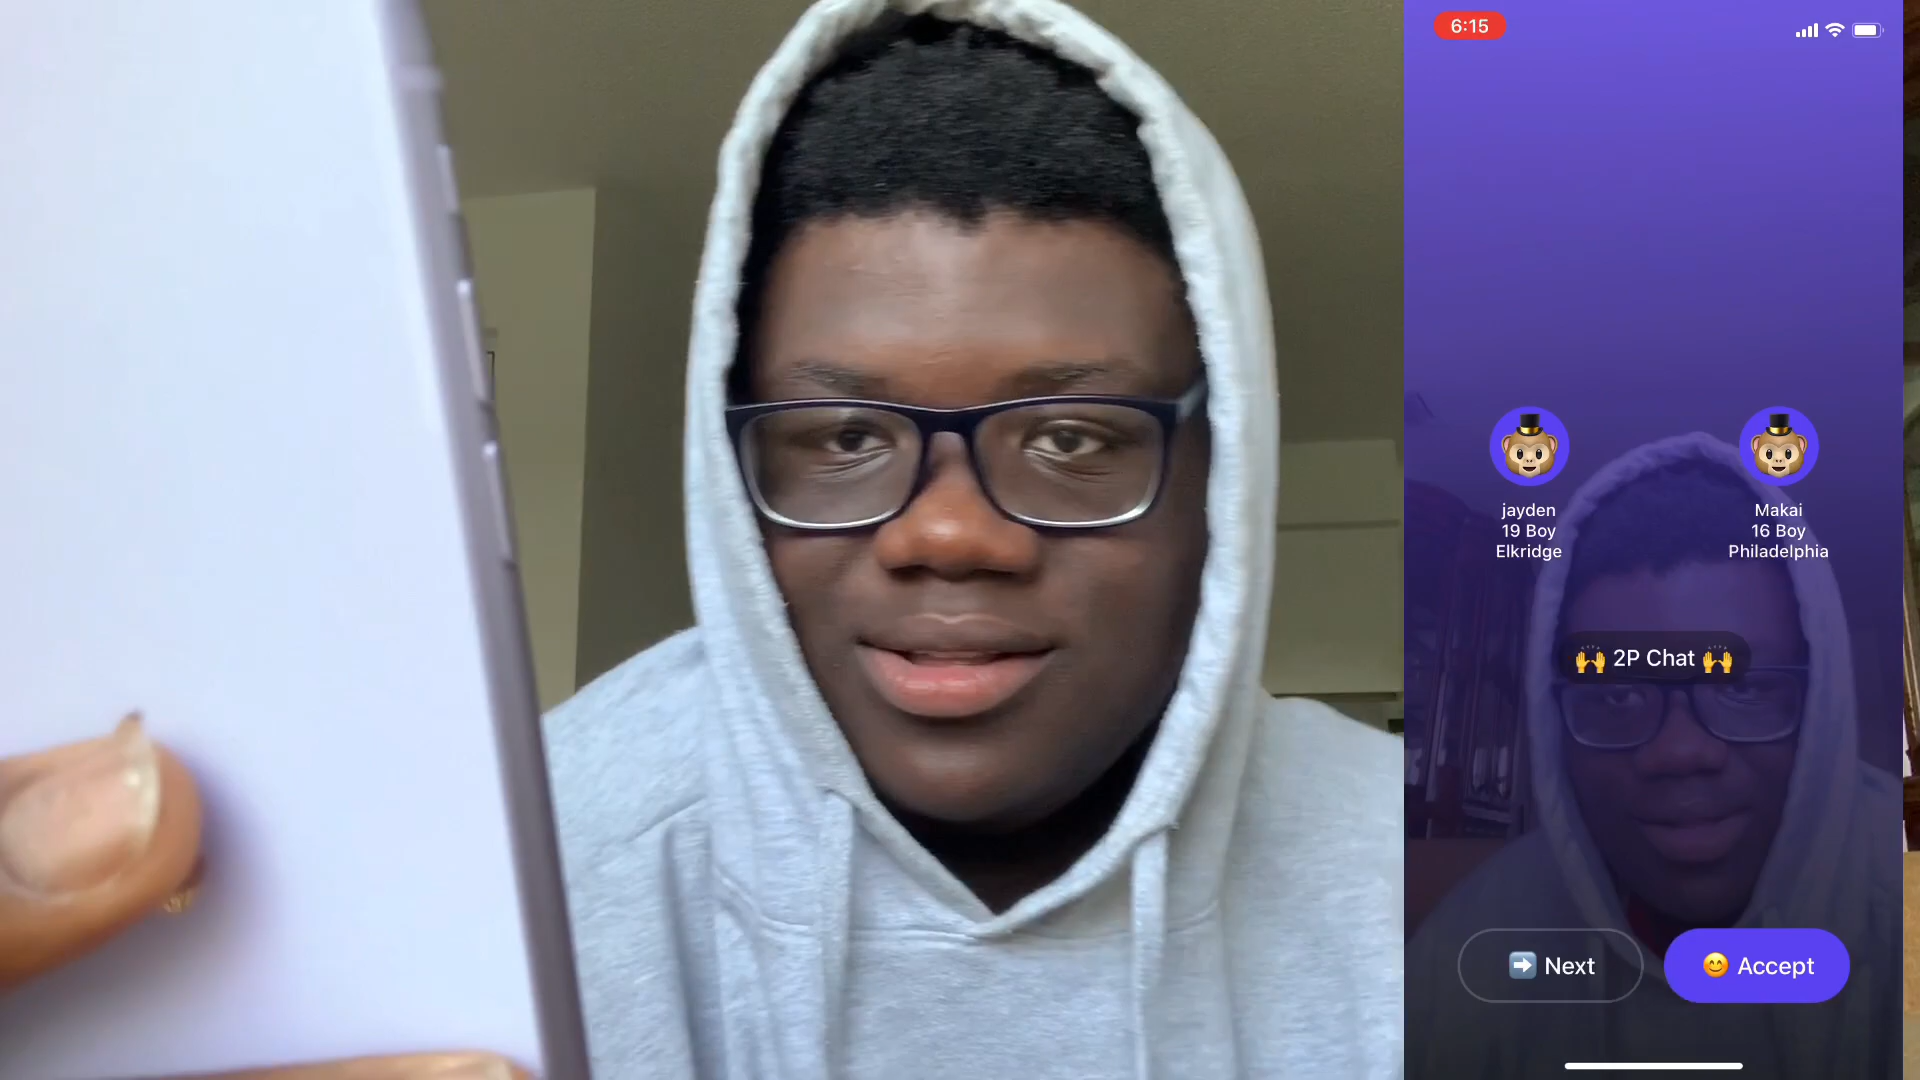 6:15
jayden
19 Boy
Elkridge
Makai
16 Boy
Philadelphia
🙌 2P Chat 🙌
➡️ Next
😊 Accept